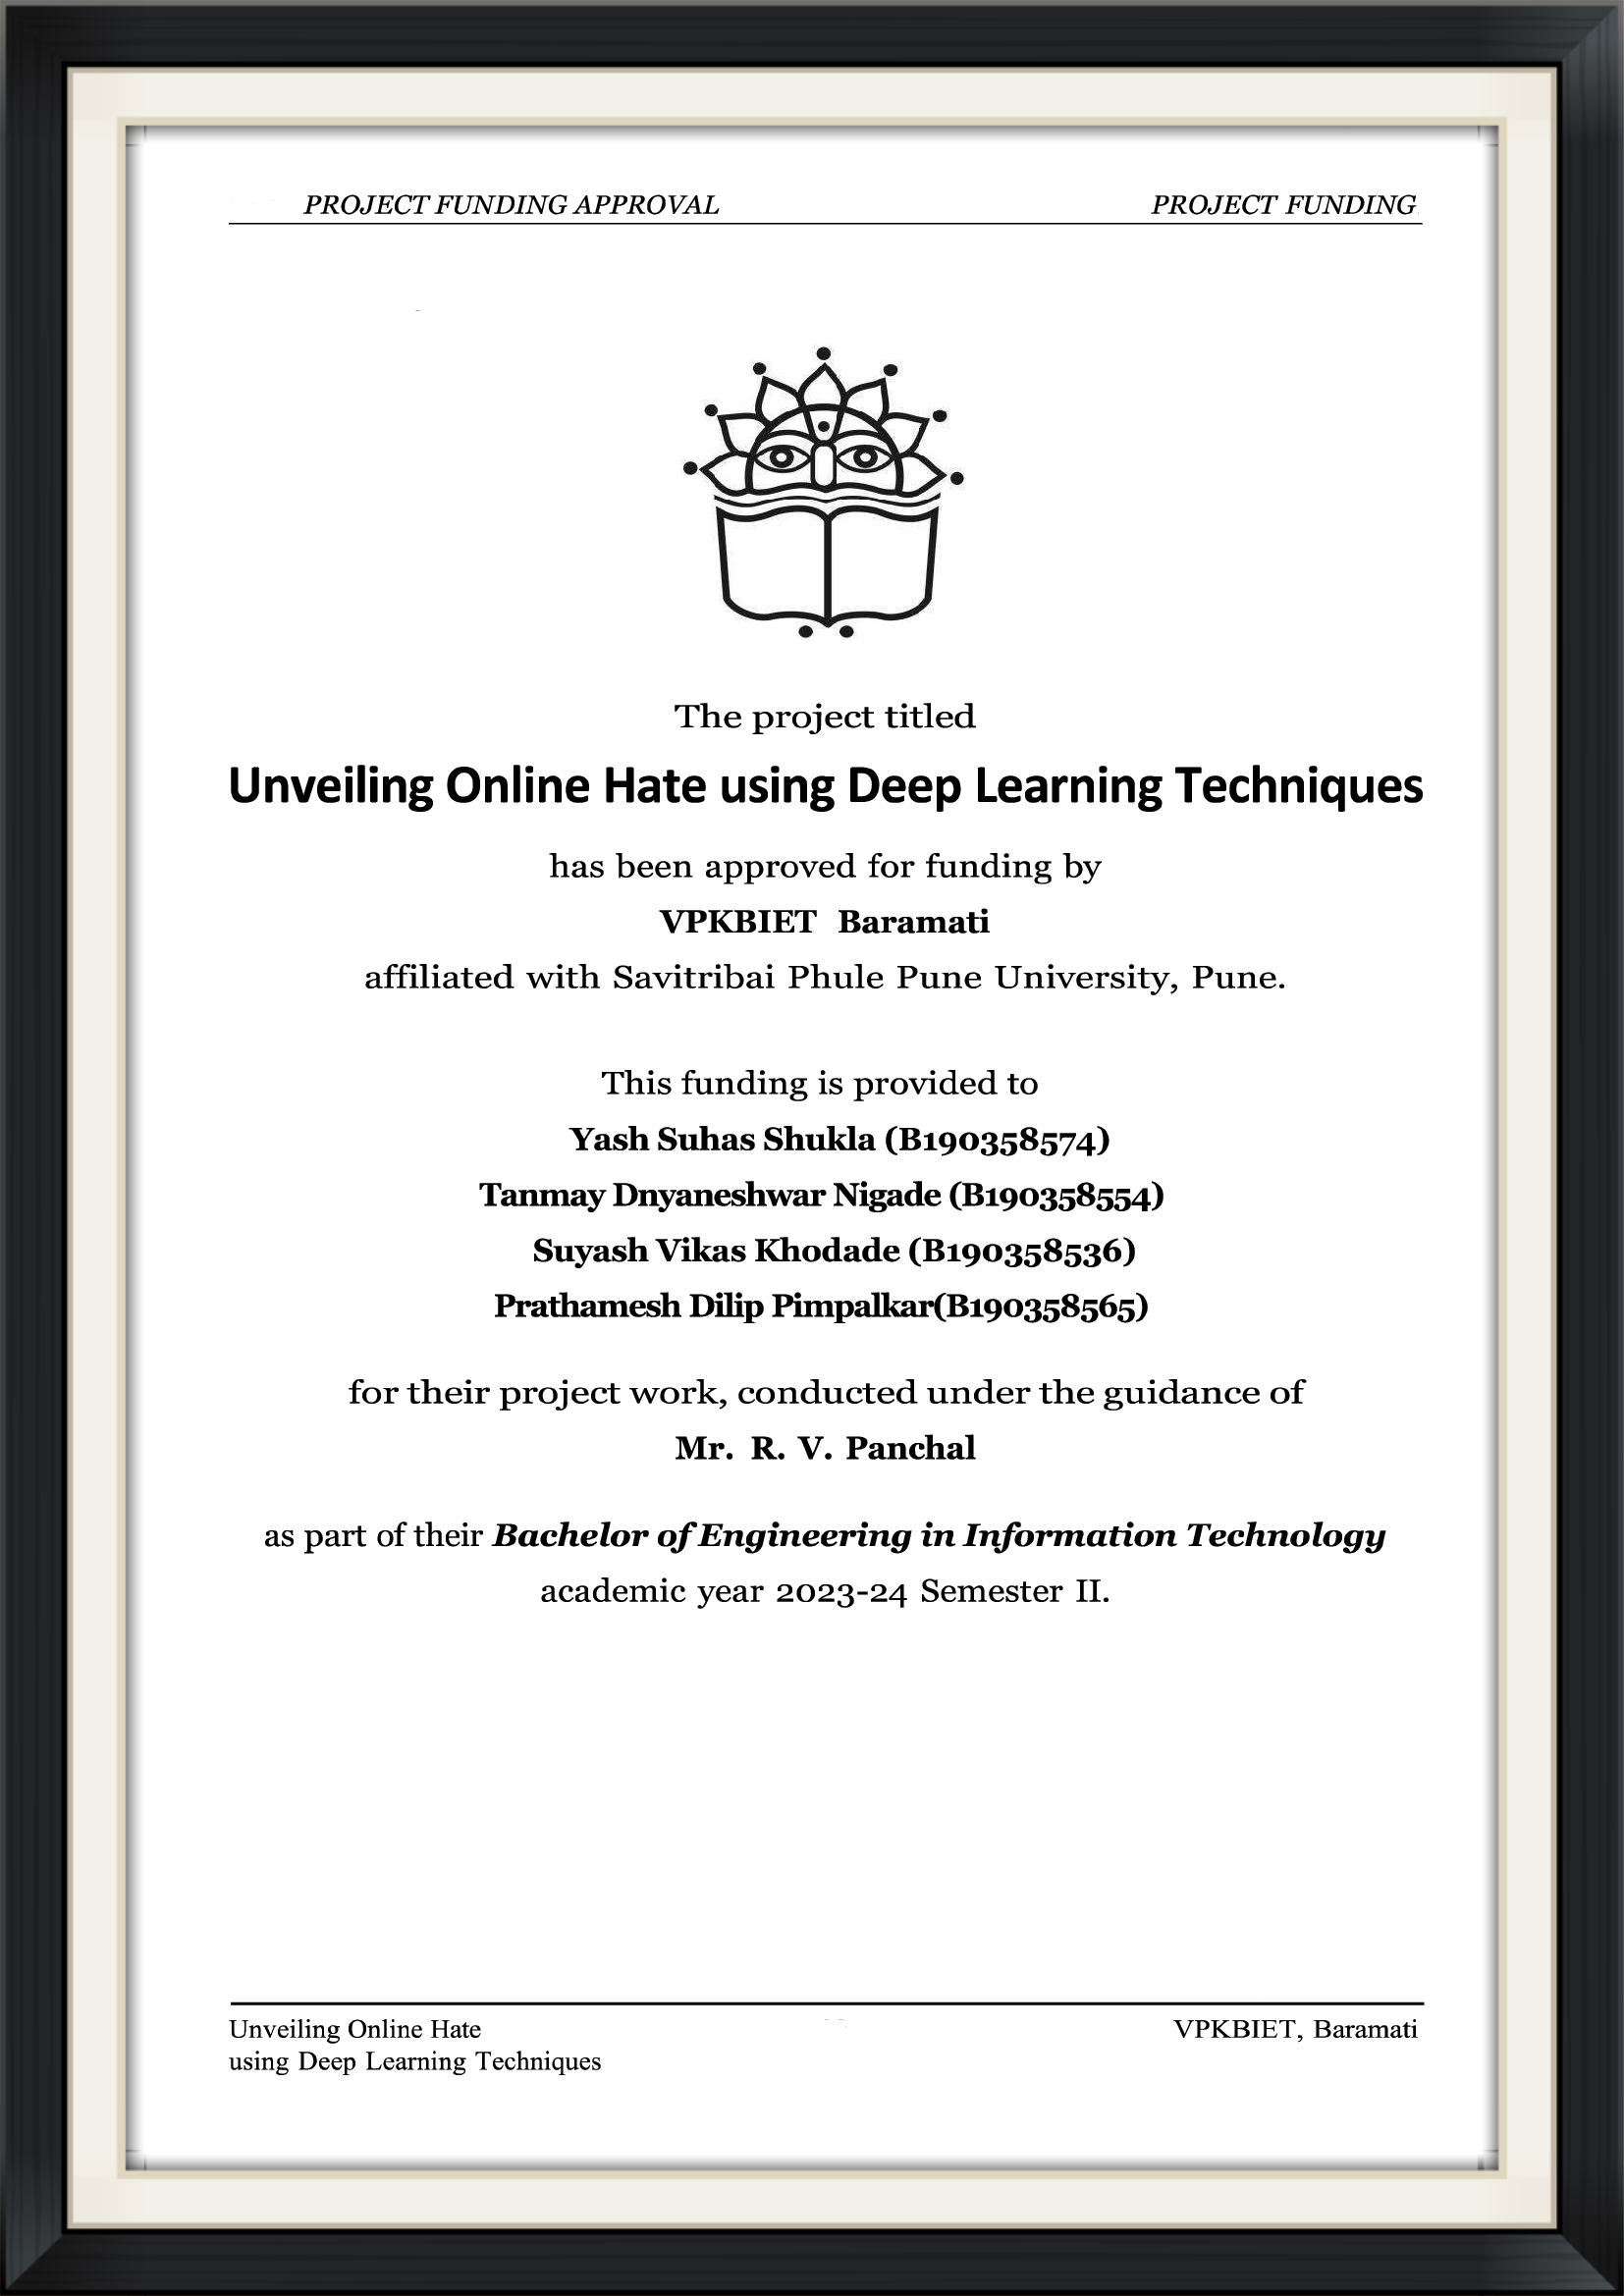 PROJECT FUNDING APPROVAL PROJECT FUNDING
The project titled
Unveiling Online Hate using Deep Learning Techniques
has been approved for funding by
VPKBIET Baramati
affiliated with Savitribai Phule Pune University, Pune.
This funding is provided to
Yash Suhas Shukla (B190358574)
Tanmay Dnyaneshwar Nigade (B190358554)
Suyash Vikas Khodade (B190358536)
Prathamesh Dilip Pimpalkar(B190358565)
for their project work, conducted under the guidance of
Mr. R. V. Panchal
as part of their Bachelor of Engineering in Information Technology
academic year 2023-24 Semester II.
Unveiling Online Hate VPKBIET, Baramati
using Deep Learning Techniques